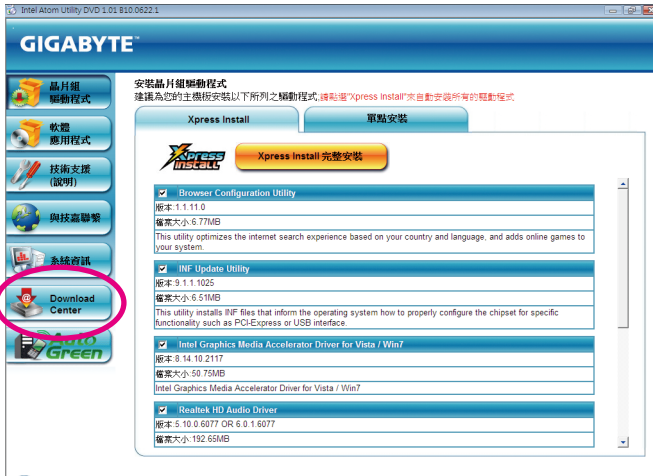 Intel Atom Utility DVD 1.01 B10.0622.1
GIGABYTE™
晶片組
驅動程式
軟體
應用程式
技術支援
(說明)
與技嘉聯繫
系統資訊
Download
Center
Auto
Green
安裝晶片組驅動程式
建議為您的主機板安裝以下所列之驅動程式;請點選"Xpress Install"來自動安裝所有的驅動程式
Xpress Install
單點安裝
Xpress
INSTALL
Xpress Install 完整安裝
Browser Configuration Utility
版本:1.1.11.0
檔案大小:6.77MB
This utility optimizes the internet search experience based on your country and language, and adds online games to
your system.
INF Update Utility
版本:9.1.1.1025
檔案大小:6.51MB
This utility installs INF files that inform the operating system how to properly configure the chipset for specific
functionality such as PCI-Express or USB interface.
Intel Graphics Media Accelerator Driver for Vista / Win7
版本:8.14.10.2117
檔案大小:50.75MB
Intel Graphics Media Accelerator Driver for Vista / Win7
Realtek HD Audio Driver
版本:5.10.0.6077 OR 6.0.1.6077
檔案大小:192.65MB